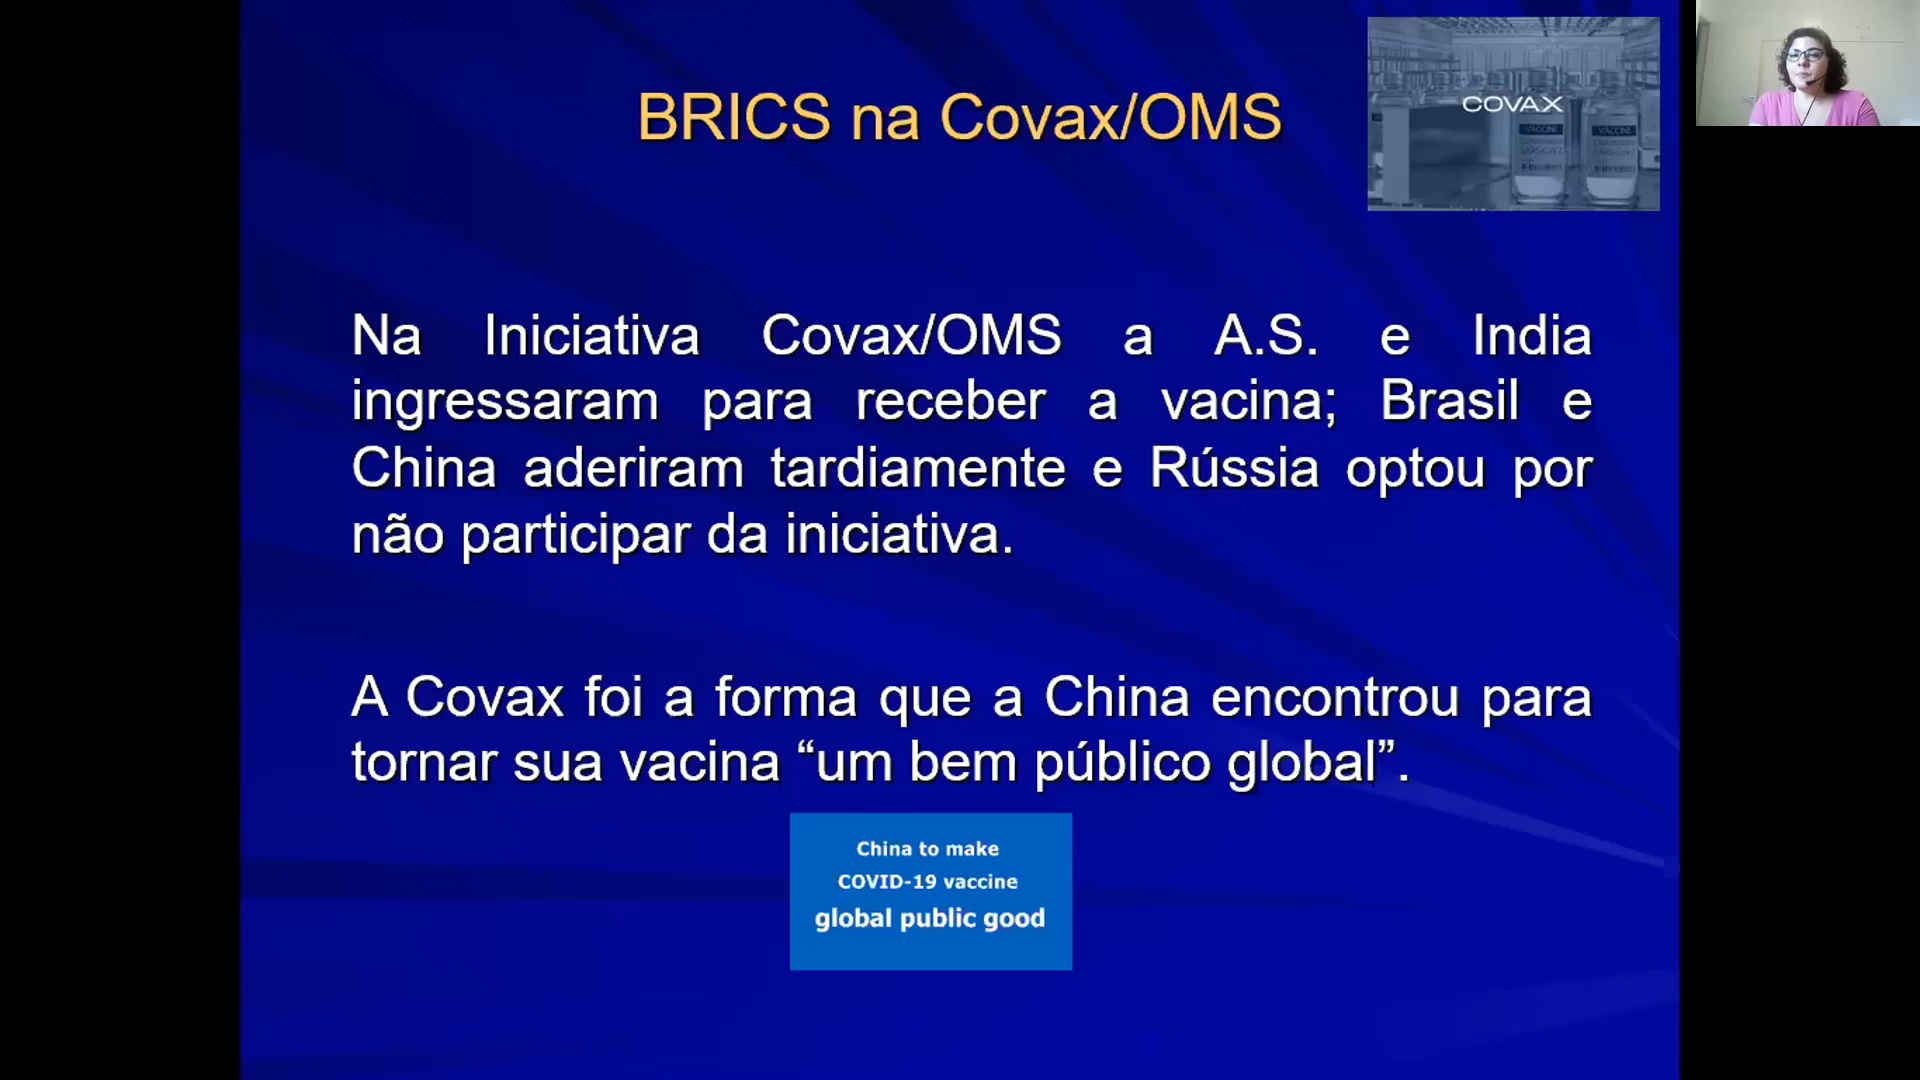 BRICS na Covax/OMS
COVAX
VACCINE
VACCINE
Na Iniciativa Covax/OMS a A.S. e India
ingressaram para receber a vacina; Brasil e
China aderiram tardiamente e Rússia optou por
não participar da iniciativa.
A Covax foi a forma que a China encontrou para
tornar sua vacina “um bem público global”.
China to make
COVID-19 vaccine
global public good